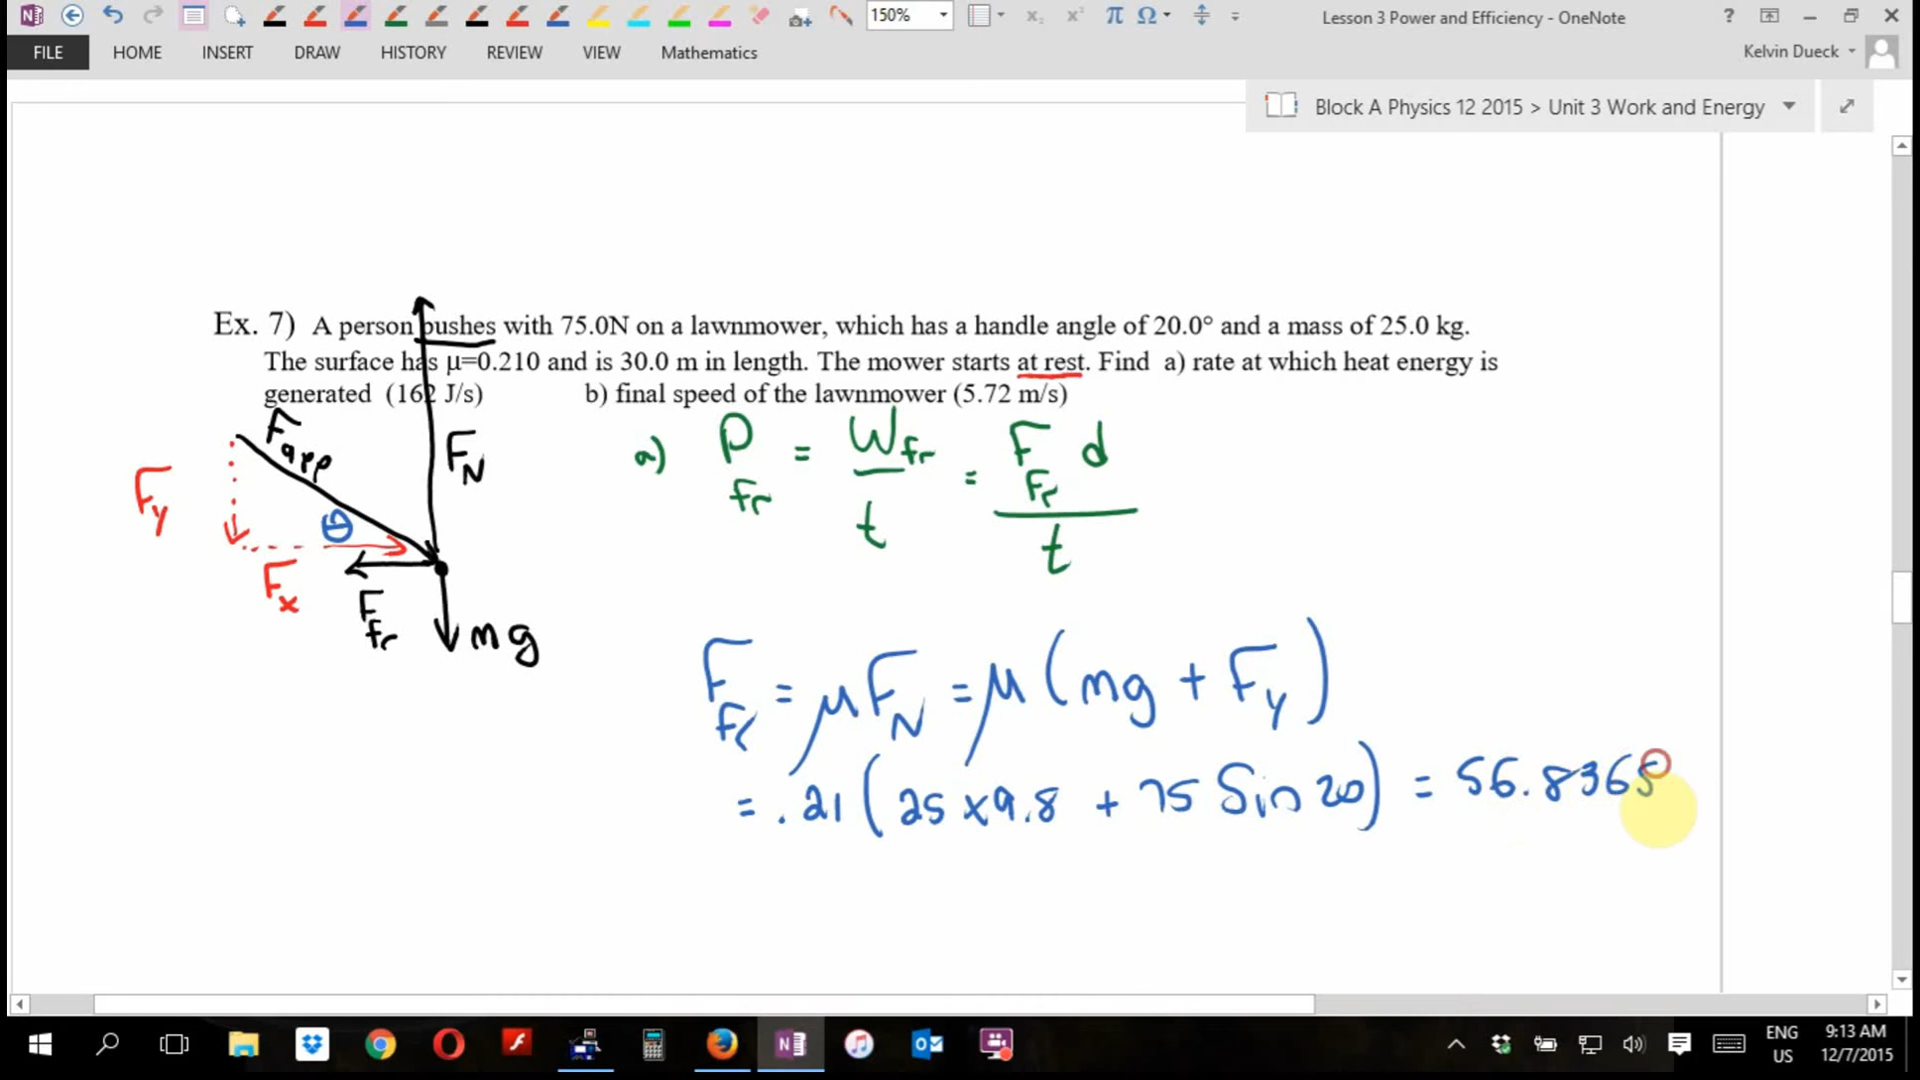 150% Lesson 3 Power and Efficiency - OneNote
FILE HOME INSERT DRAW HISTORY REVIEW VIEW Mathematics Kelvin Dueck
Block A Physics 12 2015 > Unit 3 Work and Energy
Ex. 7) A person pushes with 75.0N on a lawnmower, which has a handle angle of 20.0° and a mass of 25.0 kg.
The surface has μ=0.210 and is 30.0 m in length. The mower starts at rest. Find a) rate at which heat energy is
generated (162 J/s) b) final speed of the lawnmower (5.72 m/s)
Fapp
FN
Fy
θ
Fx
Ffr
mg
a) Pfr = Wfr / t = FFr d / t
FFr = μFN = μ(mg + Fy)
= .21(25 x 9.8 + 75 Sin 20) = 56.8365
ENG
US
9:13 AM
12/7/2015